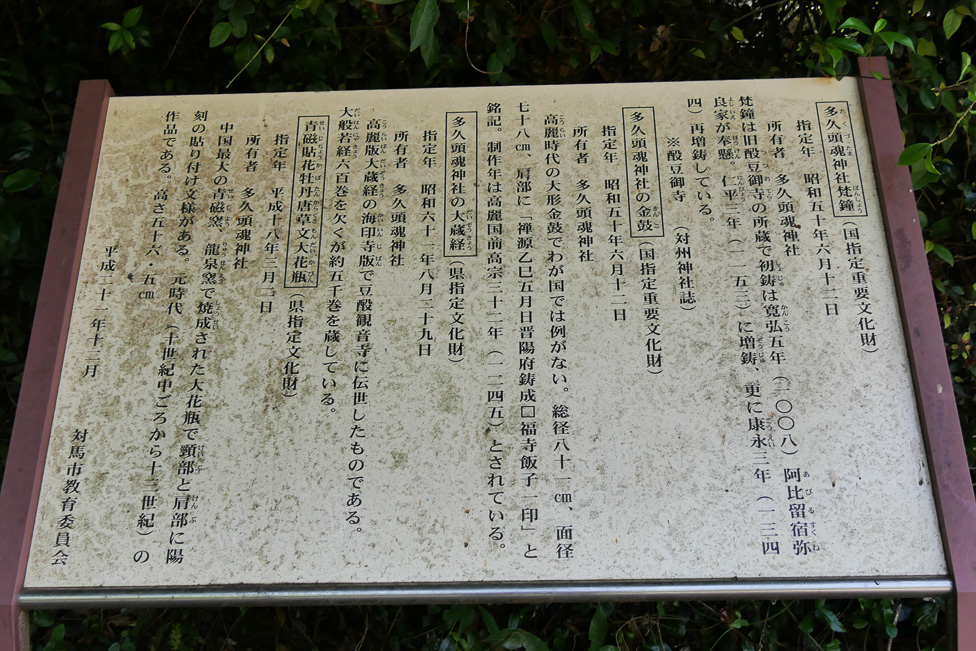 多久頭魂神社梵鐘（国指定重要文化財）
指定年　昭和五十年六月十二日
所有者　多久頭魂神社
梵鐘は旧酘豆御寺の所蔵で初鋳は寛弘五年（一〇〇八）阿比留宿弥
良家が奉懸。仁平三年（一一五三）に増鋳、更に康永三年（一三四
四）再増鋳している。
※酘豆御寺　（対州神社誌）
多久頭魂神社の金鼓（国指定重要文化財）
指定年　昭和五十年六月十二日
所有者　多久頭魂神社
高麗時代の大形金鼓でわが国では例がない。総径八十一㎝、面径
七十八㎝、肩部に「禅源乙巳五月日晋陽府鋳成□福寺飯子一印」と
銘記。制作年は高麗国前高宗三十二年（一二四五）とされている。
多久頭魂神社の大蔵経（県指定文化財）
指定年　昭和六十一年八月二十九日
所有者　多久頭魂神社
高麗版大蔵経の海印寺版で豆酘観音寺に伝世したものである。
大般若経六百巻を欠くが約五千巻を蔵している。
青磁貼花牡丹唐草文大花瓶（県指定文化財）
指定年　平成十八年三月二日
所有者　多久頭魂神社
中国最大の青磁窯、龍泉窯で焼成された大花瓶で頸部と肩部に陽
刻の貼り付け文様がある。元時代（十世紀中ごろから十三世紀）の
作品である。高さ五十六・五㎝
平成二十一年十二月
対馬市教育委員会